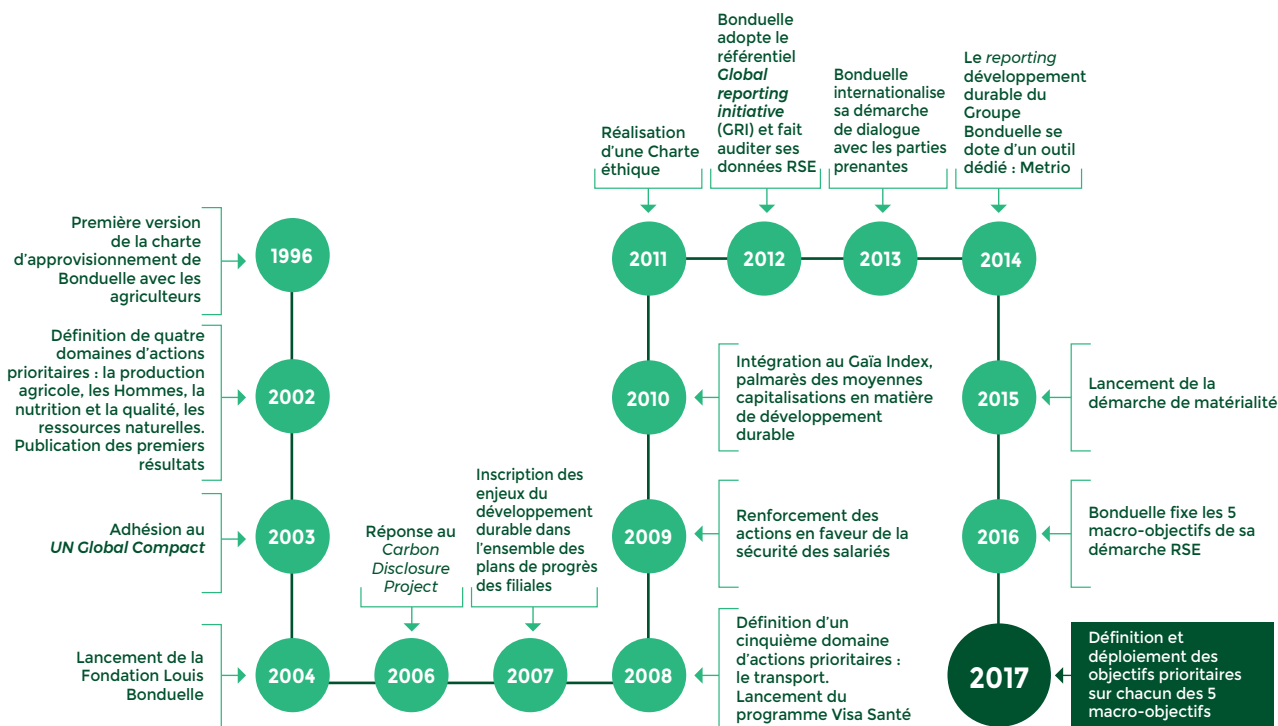 Première version
de la charte
d'approvisionnement de
Bonduelle avec les
agriculteurs
1996
Définition de quatre
domaines d'actions
prioritaires : la production
agricole, les Hommes, la
nutrition et la qualité, les
ressources naturelles.
Publication des premiers
résultats
2002
Adhésion au
UN Global Compact
2003
Lancement de la
Fondation Louis
Bonduelle
2004
Réponse au
Carbon
Disclosure
Project
2006
Inscription des
enjeux du
développement
durable dans
l'ensemble des
plans de progrès
des filiales
2007
2008
Définition d'un
cinquième domaine
d'actions prioritaires :
le transport.
Lancement du
programme Visa Santé
2009
Renforcement des
actions en faveur de la
sécurité des salariés
2010
Intégration au Gaïa Index,
palmarès des moyennes
capitalisations en matière
de développement
durable
Réalisation
d'une Charte
éthique
2011
Bonduelle
adopte le
référentiel
Global
reporting
initiative
(GRI) et fait
auditer ses
données RSE
2012
Bonduelle
internationalise
sa démarche
de dialogue
avec les parties
prenantes
2013
Le reporting
développement
durable du
Groupe
Bonduelle se
dote d'un outil
dédié : Metrio
2014
2015
Lancement de la
démarche de matérialité
2016
Bonduelle fixe les 5
macro-objectifs de sa
démarche RSE
2017
Définition et
déploiement des
objectifs prioritaires
sur chacun des 5
macro-objectifs